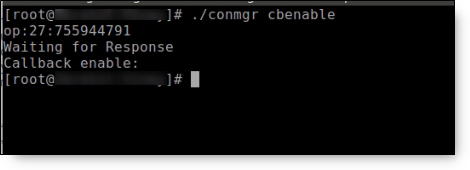 [root@ ]# ./conmgr cbenable
op:27:755944791
Waiting for Response
Callback enable:
[root@ ]#